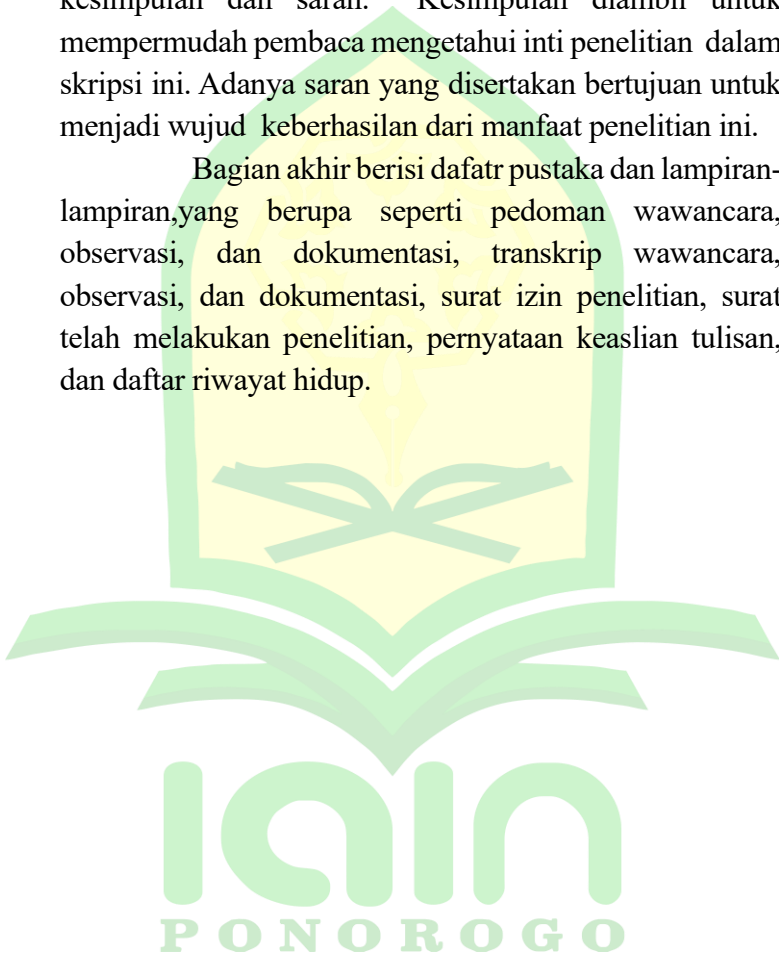 kesimpulan dan saran. Kesimpulan diambil untuk
mempermudah pembaca mengetahui inti penelitian dalam
skripsi ini. Adanya saran yang disertakan bertujuan untuk
menjadi wujud keberhasilan dari manfaat penelitian ini.
Bagian akhir berisi dafatr pustaka dan lampiran-
lampiran,yang berupa seperti pedoman wawancara,
observasi, dan dokumentasi, transkrip wawancara,
observasi, dan dokumentasi, surat izin penelitian, surat
telah melakukan penelitian, pernyataan keaslian tulisan,
dan daftar riwayat hidup.
IAIN
PONOROGO